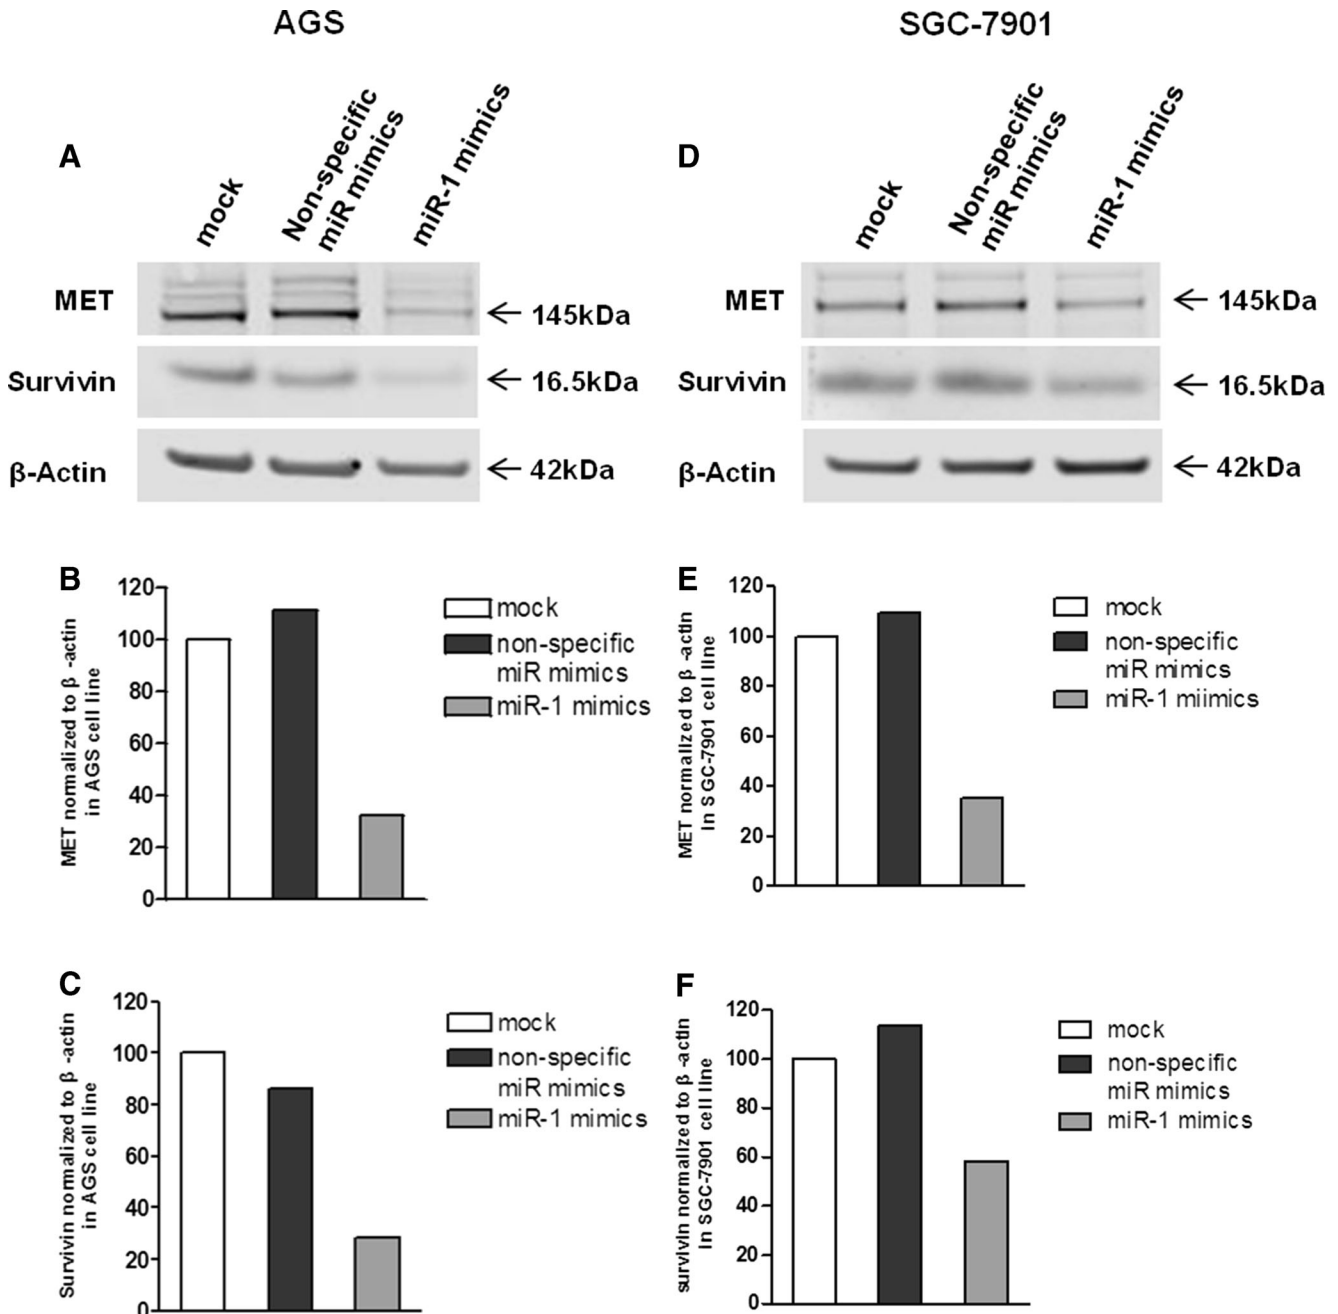 AGS
SGC-7901
A
mock
Non-specific
miR mimics
miR-1 mimics
MET
145kDa
Survivin
16.5kDa
β-Actin
42kDa
D
mock
Non-specific
miR mimics
miR-1 mimics
MET
145kDa
Survivin
16.5kDa
β-Actin
42kDa
B
MET normalized to β -actin
in AGS cell line
120
100
80
60
40
20
0
mock
non-specific
miR mimics
miR-1 mimics
E
MET normalized to β -actin
In SGC-7901 cell line
120
100
80
60
40
20
0
mock
non-specific
miR mimics
miR-1 miimics
C
Survivin normalized to β -actin
in AGS cell line
120
100
80
60
40
20
0
mock
non-specific
miR mimics
miR-1 mimics
F
survivin normalized to β -actin
In SGC-7901 cell line
120
100
80
60
40
20
0
mock
non-specific
miR mimics
miR-1 mimics